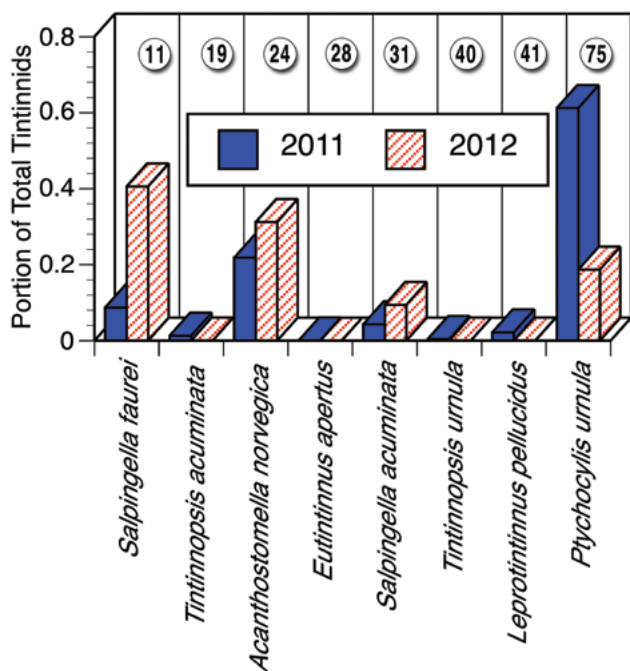 Portion of Total Tintinnids
0.8
0.6
0.4
0.2
0
11
19
24
28
31
40
41
75
2011
2012
Salpingella faurei
Tintinnopsis acuminata
Acanthostomella norvegica
Eutintinnus apertus
Salpingella acuminata
Tintinnopsis urnula
Leprotintinnus pellucidus
Ptychocylis urnula